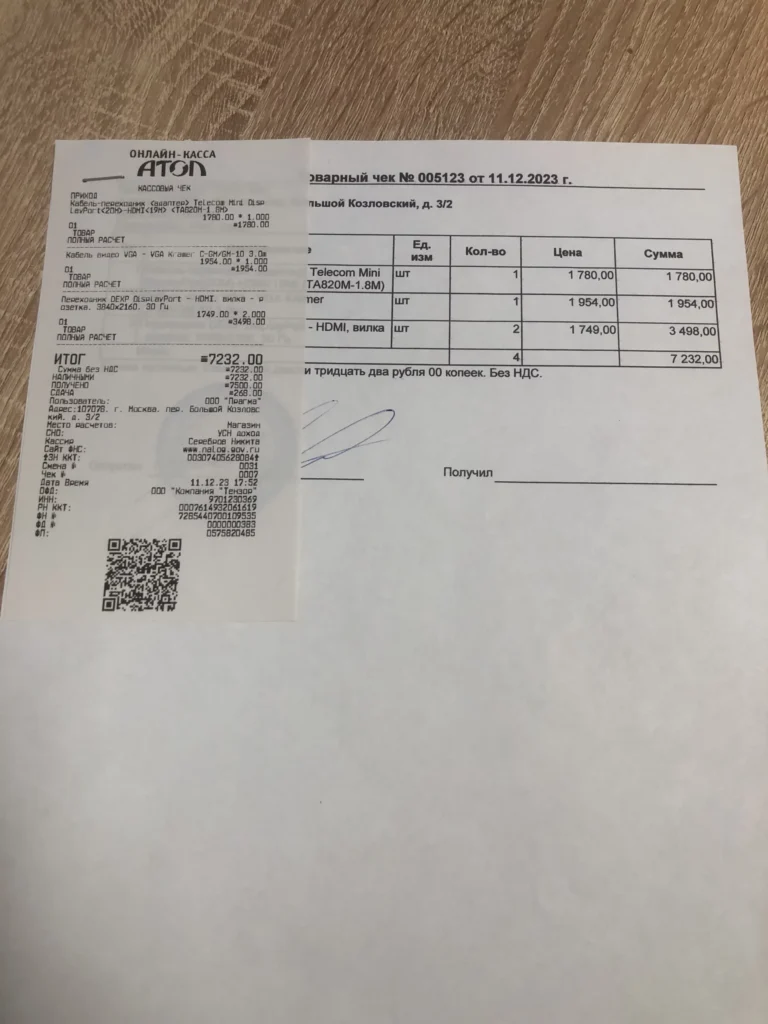 ОНЛАЙН-КАССА
АТОЛ
КАССОВЫЙ ЧЕК
ПРИХОД
Кабель-переходник (адаптер) Telecom Mini Disp
layPort<20M>-HDMI<19M> <TA820M-1.8M>
1780.00 * 1.000
01 =1780.00
ТОВАР
ПОЛНЫЙ РАСЧЕТ
Кабель видео VGA - VGA Kramer C-GM/GM-10 3.0м
1954.00 * 1.000
01 =1954.00
ТОВАР
ПОЛНЫЙ РАСЧЕТ
Переходник DEXP DisplayPort - HDMI, вилка - р
озетка, 3840x2160, 30 Гц
1749.00 * 2.000
01 =3498.00
ТОВАР
ПОЛНЫЙ РАСЧЕТ
ИТОГ =7232.00
Сумма без НДС =7232.00
НАЛИЧНЫМИ =7232.00
ПОЛУЧЕНО =7500.00
СДАЧА =268.00
Пользователь: ООО "Прагма"
Адрес:107078, г. Москва, пер. Большой Козловс
кий, д. 3/2
Место расчетов: Магазин
СНО: УСН доход
Кассир Серебров Никита
Сайт ФНС: www.nalog.gov.ru
ЗН ККТ: 00307405628084
Смена № 0031
Чек № 0007
Дата Время 11.12.23 17:52
ОФД: ООО "Компания "Тензор"
ИНН: 9701230369
РН ККТ: 0007614932061619
ФН № 7285440700109535
ФД № 0000000383
ФП: 0575820485
оварный чек № 005123 от 11.12.2023 г.
льшой Козловский, д. 3/2
Ед. изм Кол-во Цена Сумма
Telecom Mini шт 1 1 780,00 1 780,00
TA820M-1.8M)
mer шт 1 1 954,00 1 954,00
- HDMI, вилка шт 2 1 749,00 3 498,00
4 7 232,00
и тридцать два рубля 00 копеек. Без НДС.
Получил